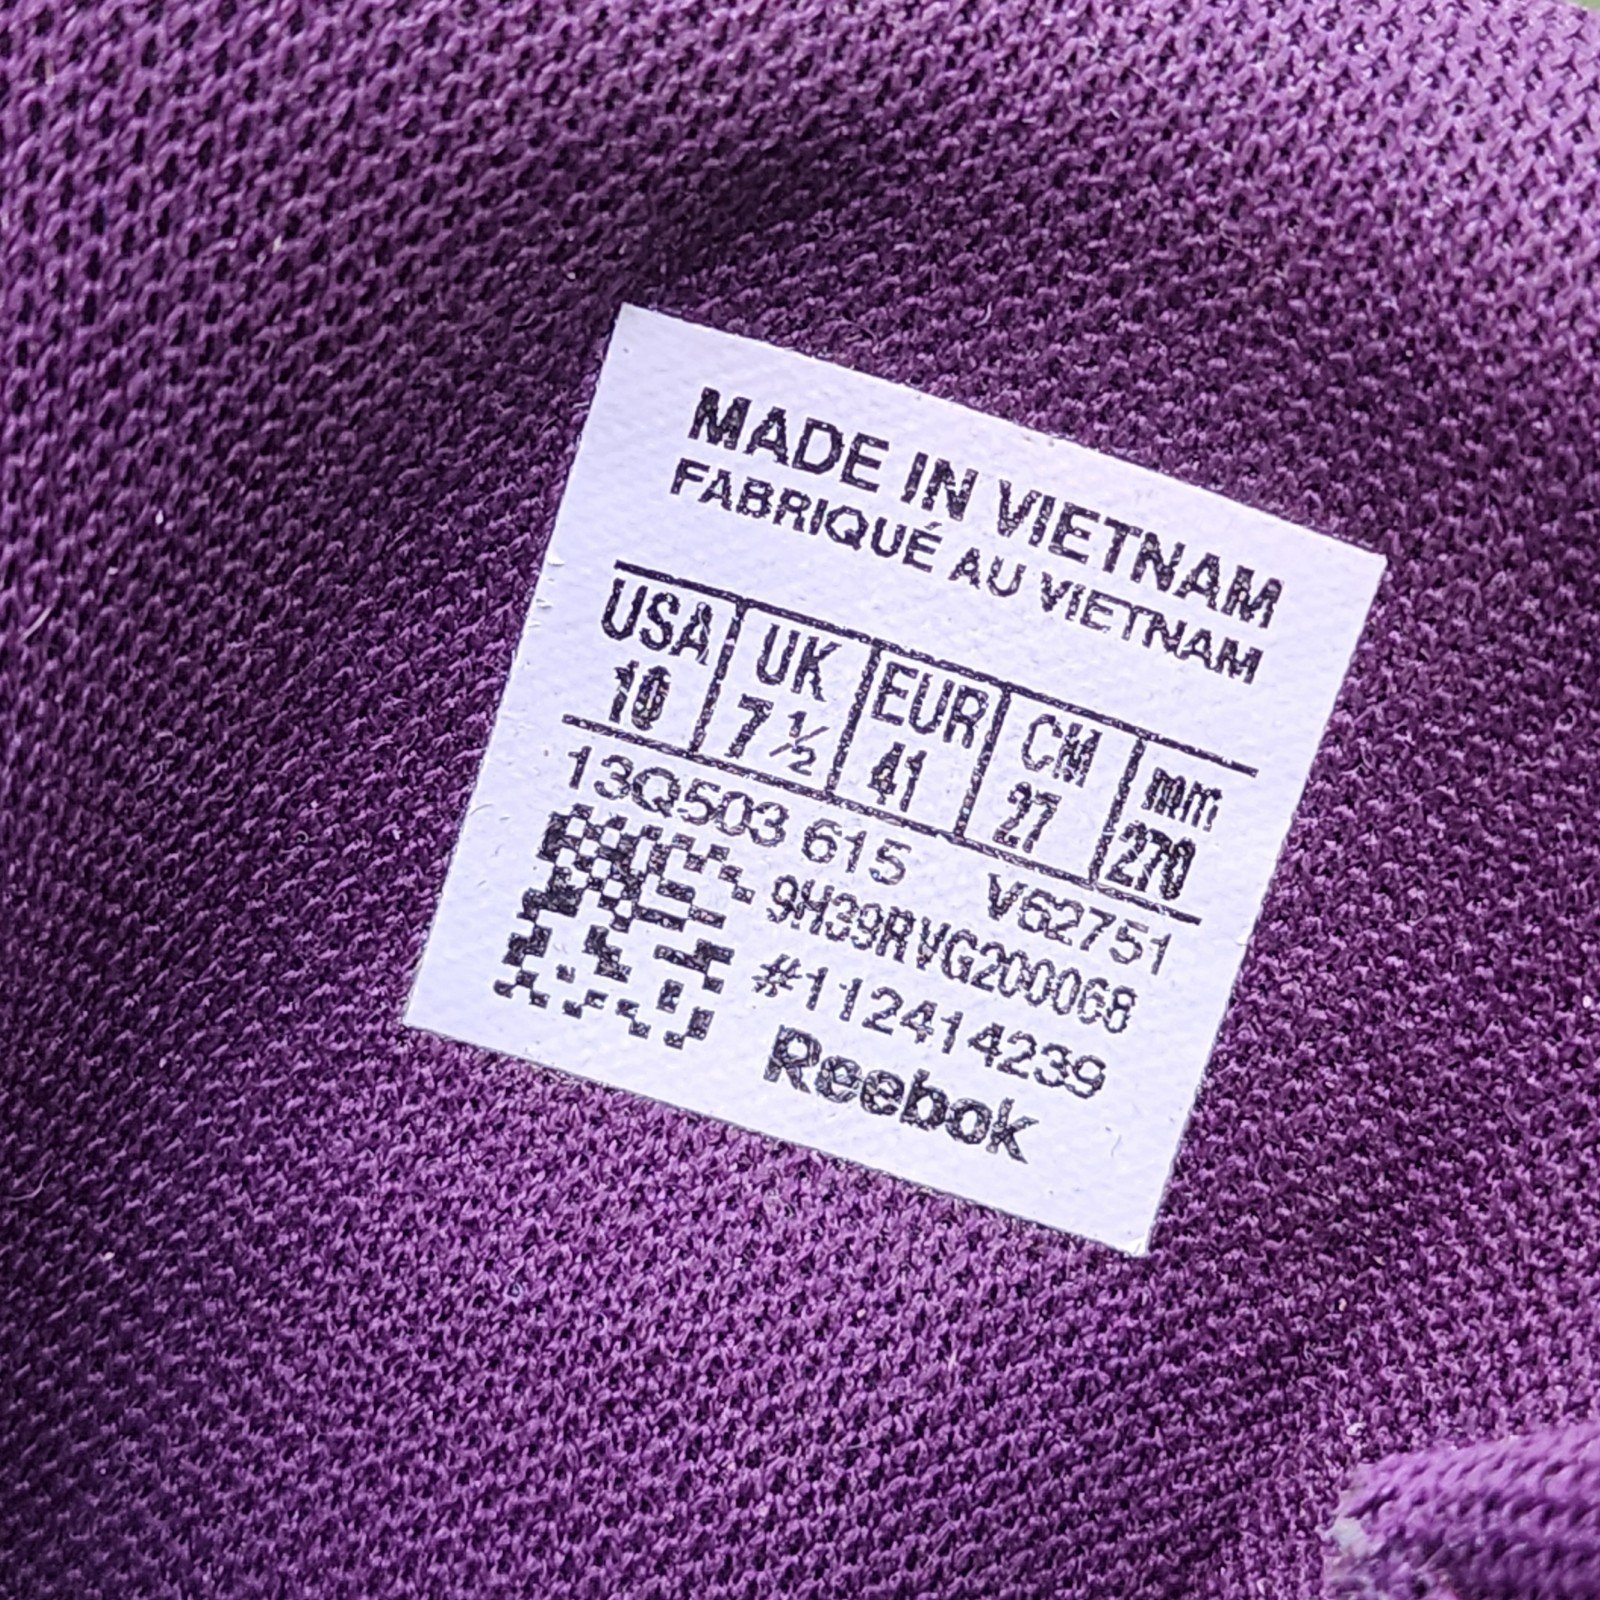 MADE IN VIETNAM
FABRIQUÉ AU VIETNAM
USA UK EUR CM mm
10 7 ½ 41 27 270
13Q503 615 V62751
9H39RVG200068
#112414239
Reebok